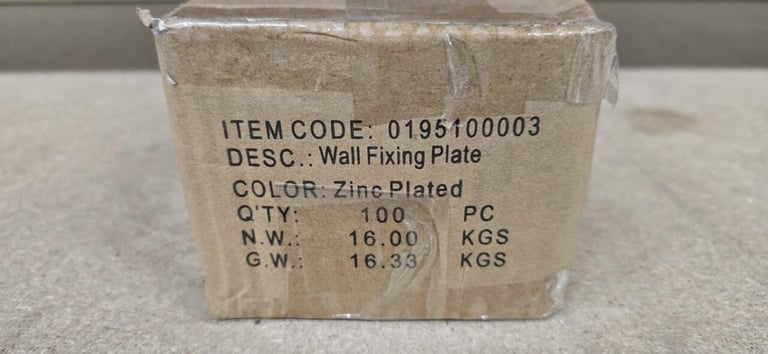 ITEM CODE: 0195100003
DESC.: Wall Fixing Plate
COLOR: Zinc Plated
Q'TY: 100 PC
N.W.: 16.00 KGS
G.W.: 16.33 KGS